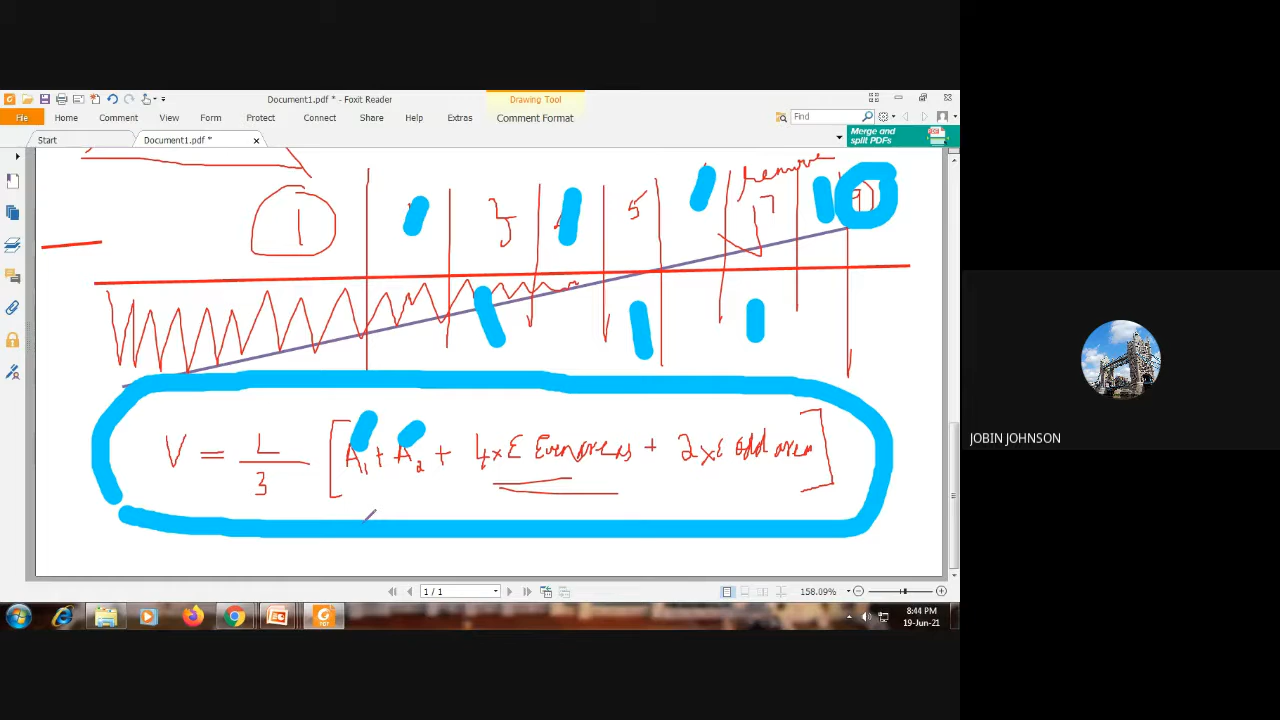 Document1.pdf * - Foxit Reader
Drawing Tool
File Home Comment View Form Protect Connect Share Help Extras Comment Format
Find
Start
Document1.pdf *
Merge and
split PDFs
remove
1 3 5 7 9
V = L/3 [A1 + A2 + 4×Σ Even areas + 2×Σ odd area]
1 / 1
158.09%
8:44 PM
19-Jun-21
JOBIN JOHNSON